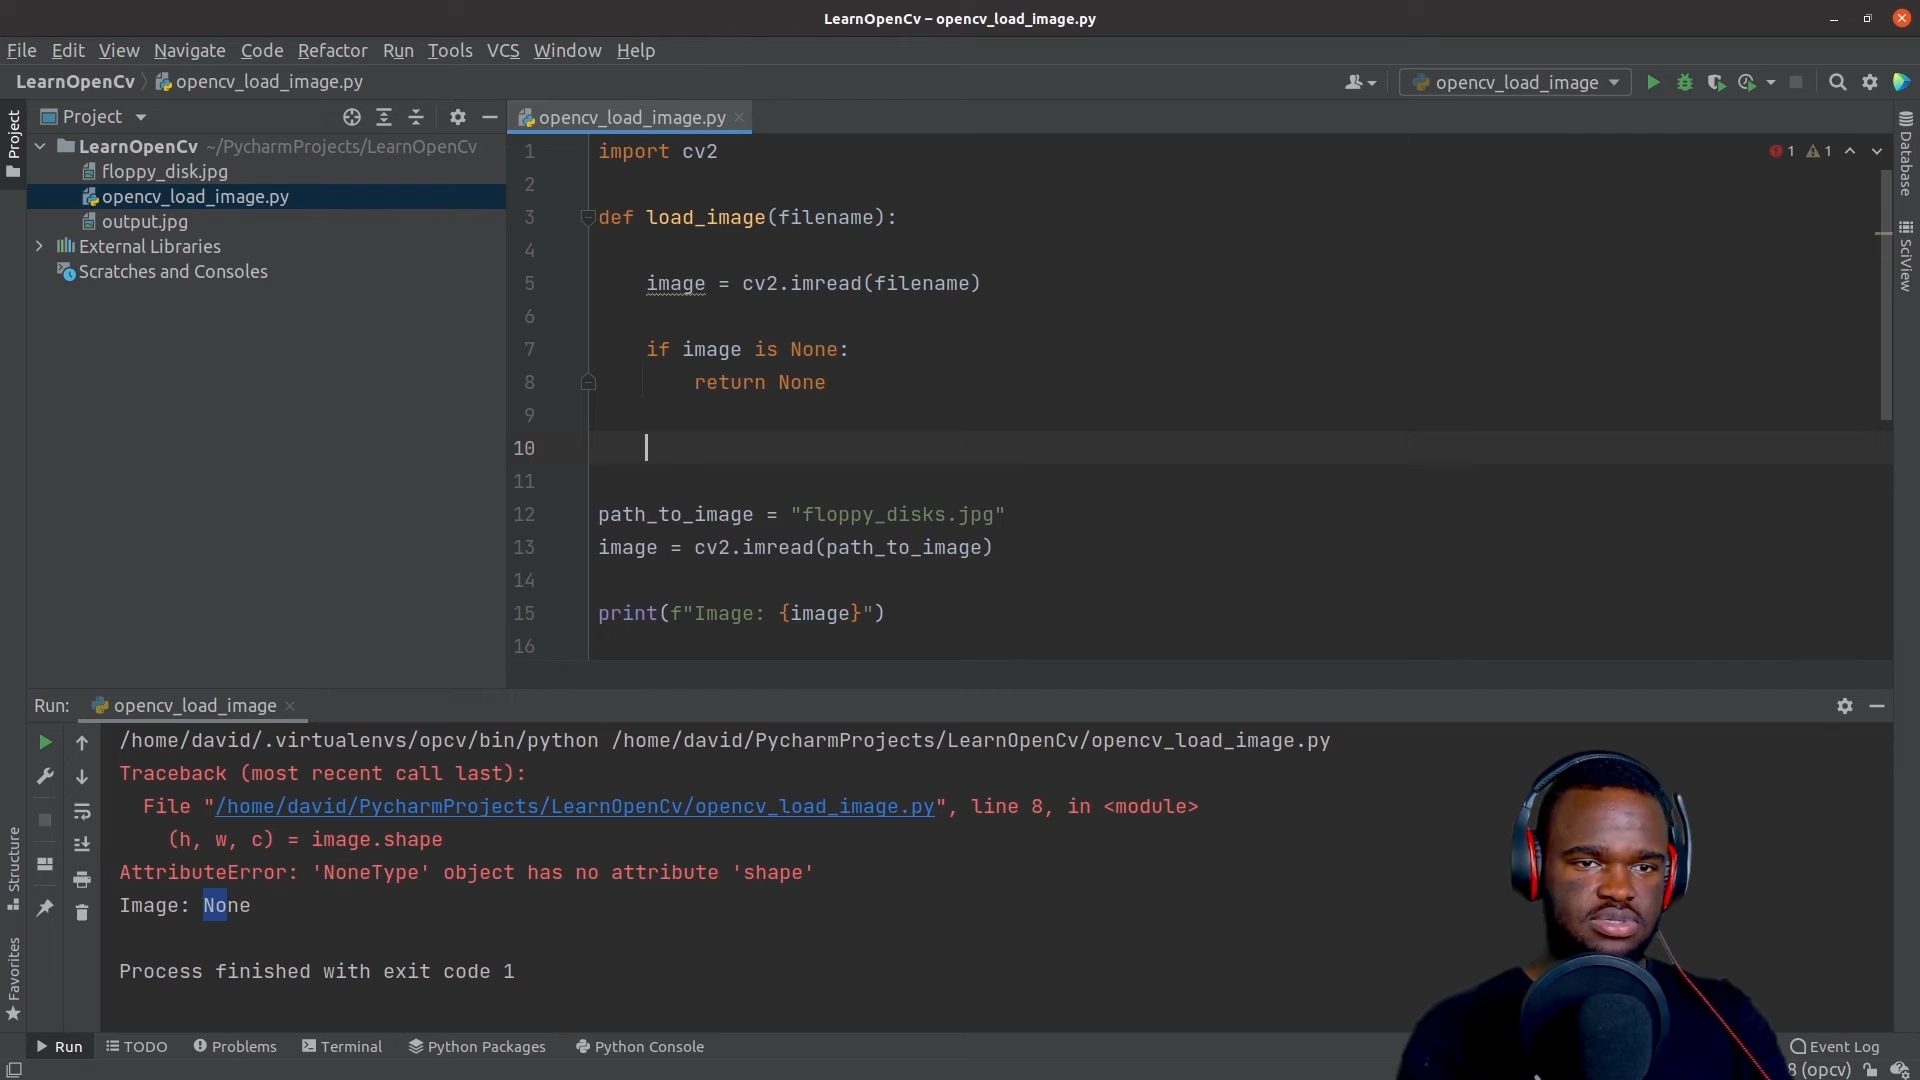 LearnOpenCv – opencv_load_image.py
File Edit View Navigate Code Refactor Run Tools VCS Window Help
LearnOpenCv opencv_load_image.py
opencv_load_image
Project
Project
opencv_load_image.py
LearnOpenCv ~/PycharmProjects/LearnOpenCv
floppy_disk.jpg
opencv_load_image.py
output.jpg
External Libraries
Scratches and Consoles
1 import cv2
1 1
2
3 def load_image(filename):
4
5 image = cv2.imread(filename)
6
7 if image is None:
8 return None
9
10
11
12 path_to_image = "floppy_disks.jpg"
13 image = cv2.imread(path_to_image)
14
15 print(f"Image: {image}")
16
Database
SciView
Run: opencv_load_image
/home/david/.virtualenvs/opcv/bin/python /home/david/PycharmProjects/LearnOpenCv/opencv_load_image.py
Traceback (most recent call last):
File "/home/david/PycharmProjects/LearnOpenCv/opencv_load_image.py", line 8, in <module>
(h, w, c) = image.shape
AttributeError: 'NoneType' object has no attribute 'shape'
Image: None
Process finished with exit code 1
Structure
Favorites
Run TODO Problems Terminal Python Packages Python Console
Event Log
8 (opcv)